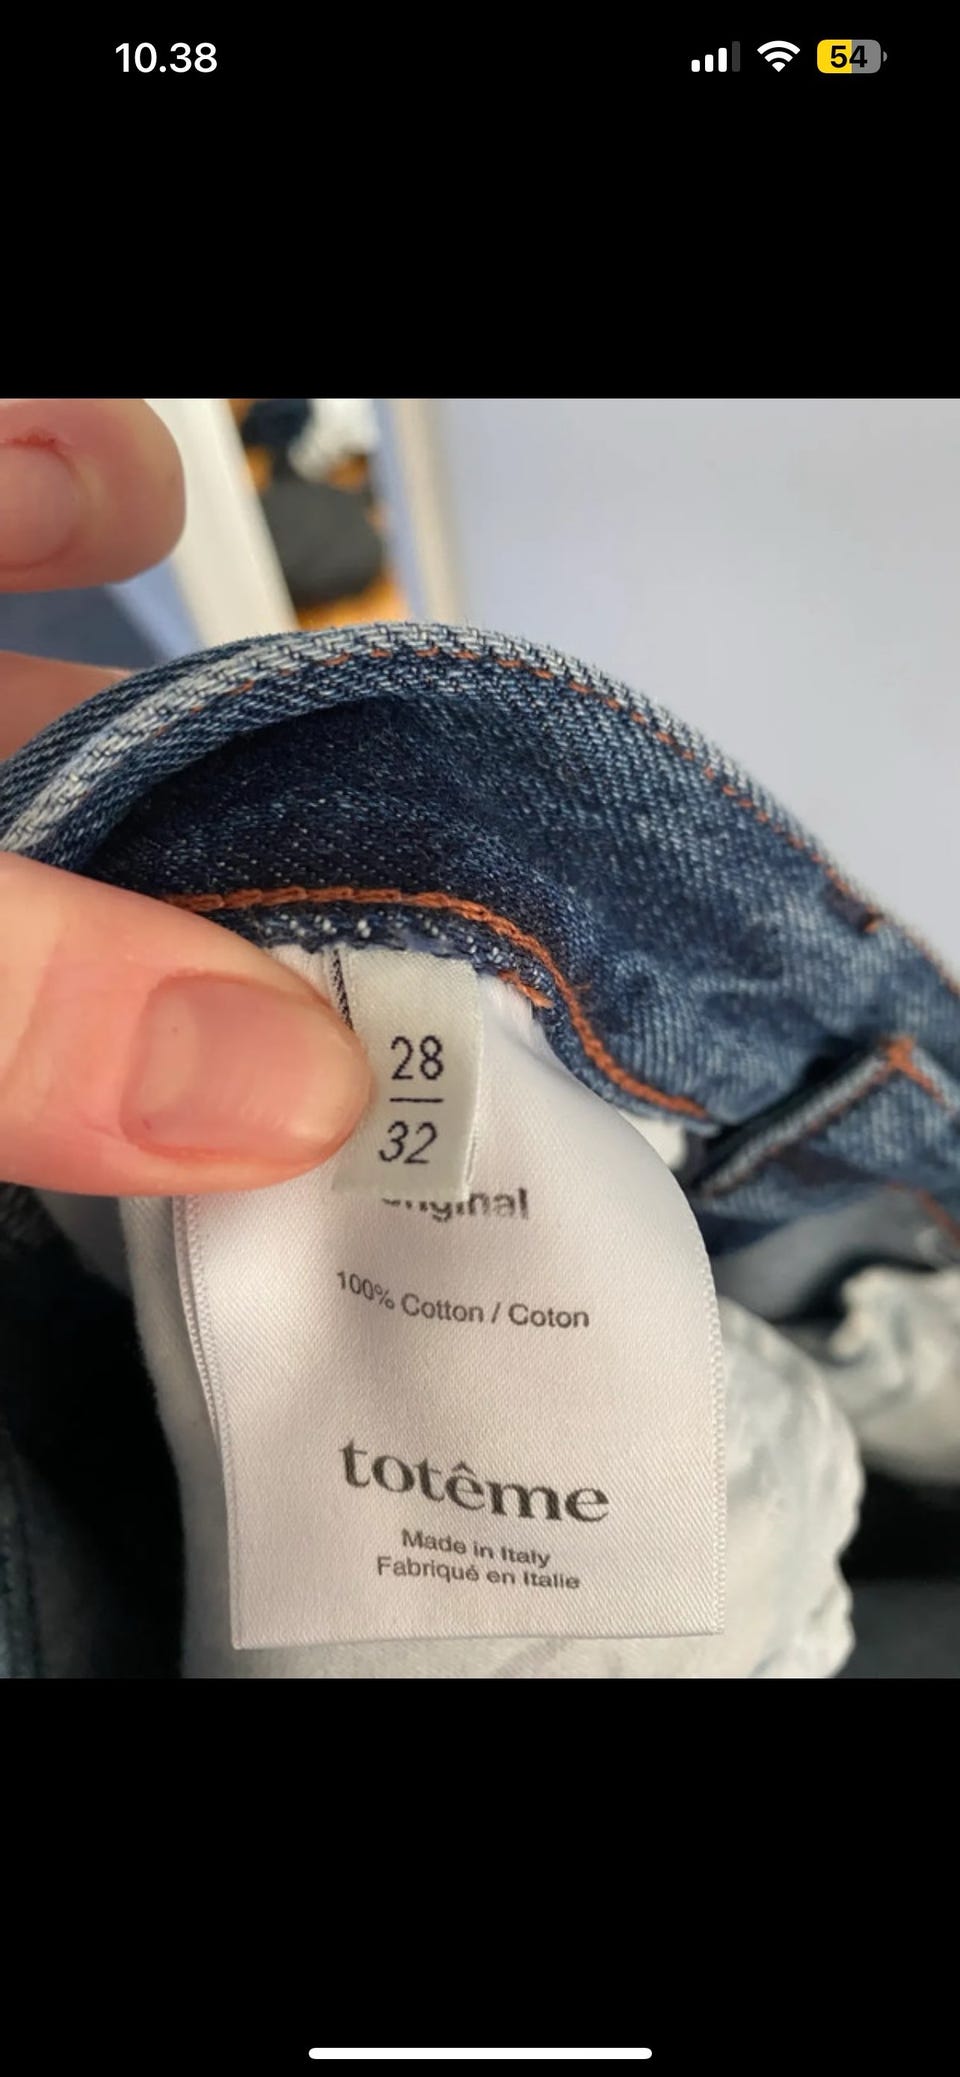 10.38
54
28
32
100% Cotton / Coton
totême
Made in Italy
Fabriqué en Italie